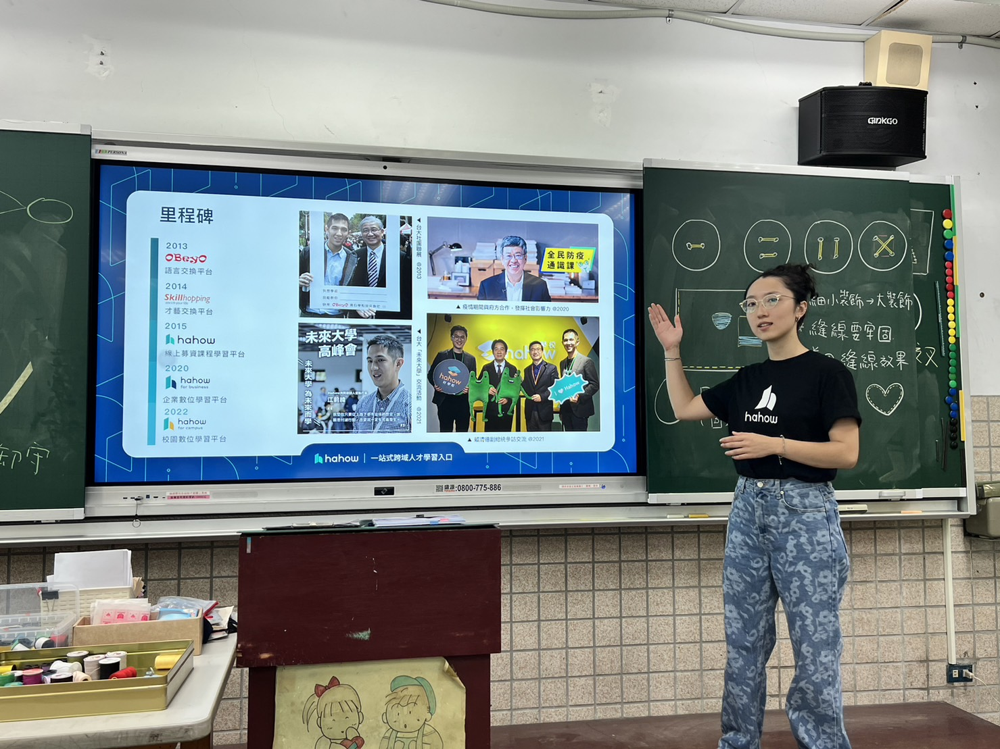 PERSONA
GINKGO
里程碑
2013
OBeyO
語言交換平台
2014
Skillhopping
才藝交換平台
2015
hahow
線上募資課程學習平台
2020
hahow
for business
企業數位學習平台
2022
hahow
for campus
校園數位學習平台
◀ 台大社團聯展 @2013
全民防疫
通識課
▲ 疫情期間與府方合作、發揮社會影響力 @2020
未來大學
高峰會
未來大學 為未來而學
江前緯
◀ 台大「未來大學」交流活動 @2021
hahow
hahow
I ♥ Hahow
▲ 賴清德副總統參訪交流 @2021
hahow | 一站式跨域人才學習入口
:0800-775-886
細小裝飾→大裝飾
縫線要牢固
縫線效果
交叉
hahow